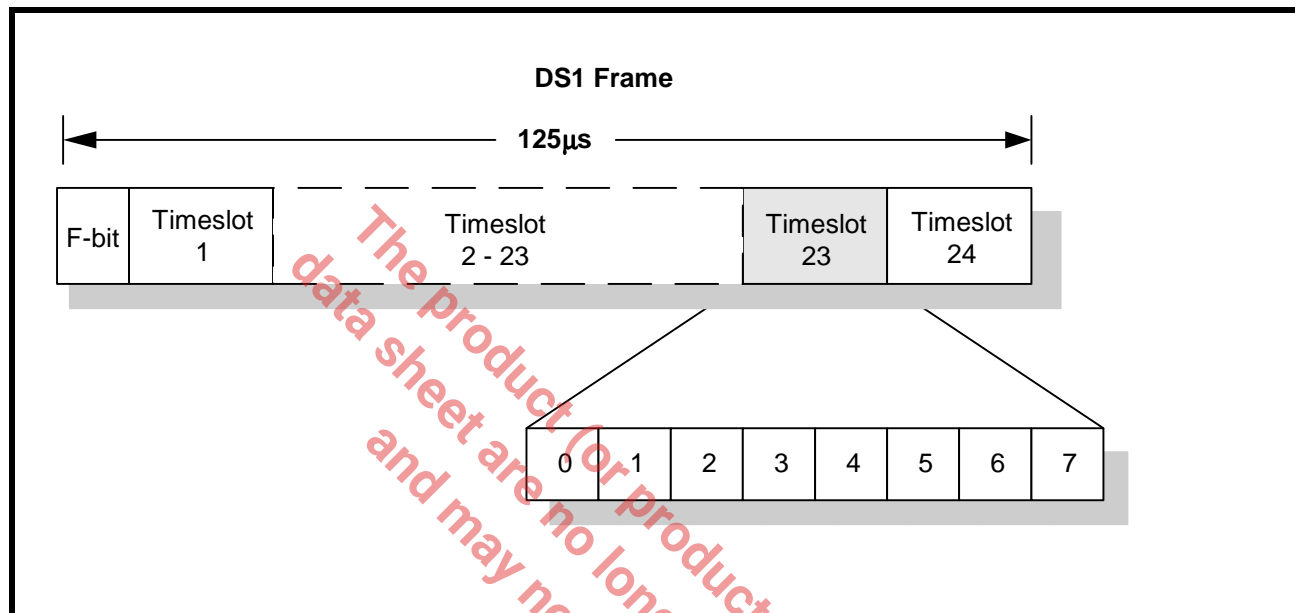 DS1 Frame
125μs
F-bit
Timeslot
1
Timeslot
2 - 23
Timeslot
23
Timeslot
24
0 1 2 3 4 5 6 7
The product (or product
data sheet are no long
and may no